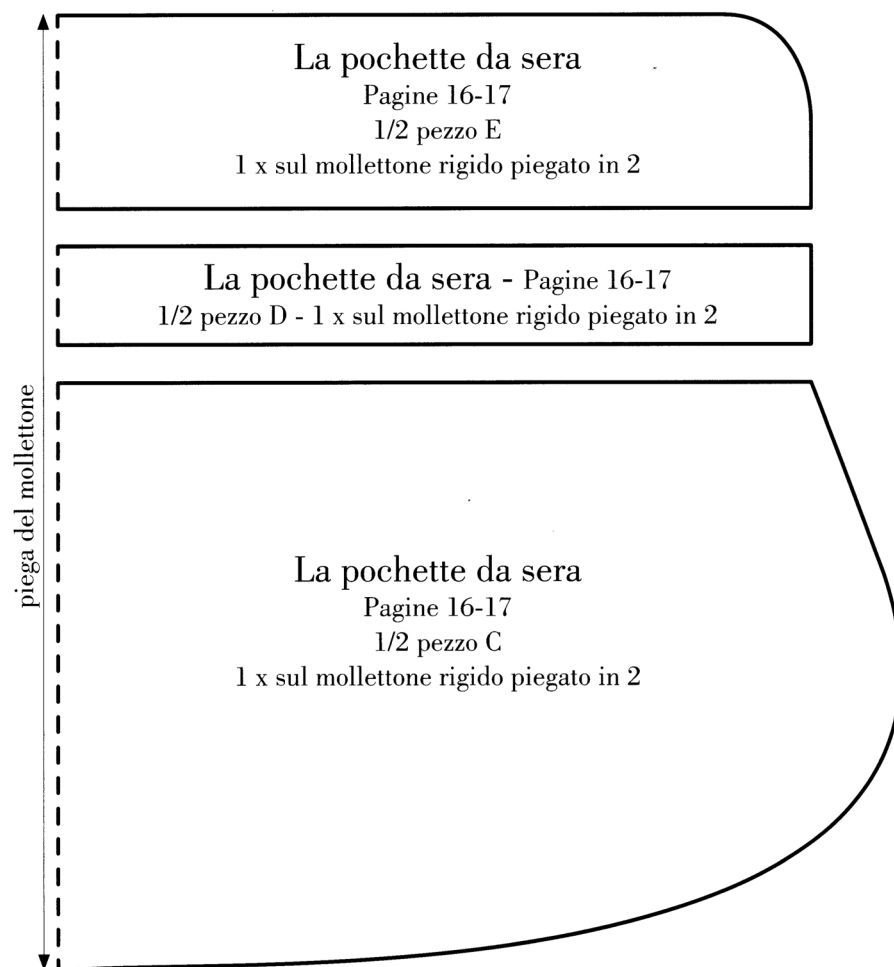 La pochette da sera
Pagine 16-17
1/2 pezzo E
1 x sul mollettone rigido piegato in 2
La pochette da sera - Pagine 16-17
1/2 pezzo D - 1 x sul mollettone rigido piegato in 2
piega del mollettone
La pochette da sera
Pagine 16-17
1/2 pezzo C
1 x sul mollettone rigido piegato in 2